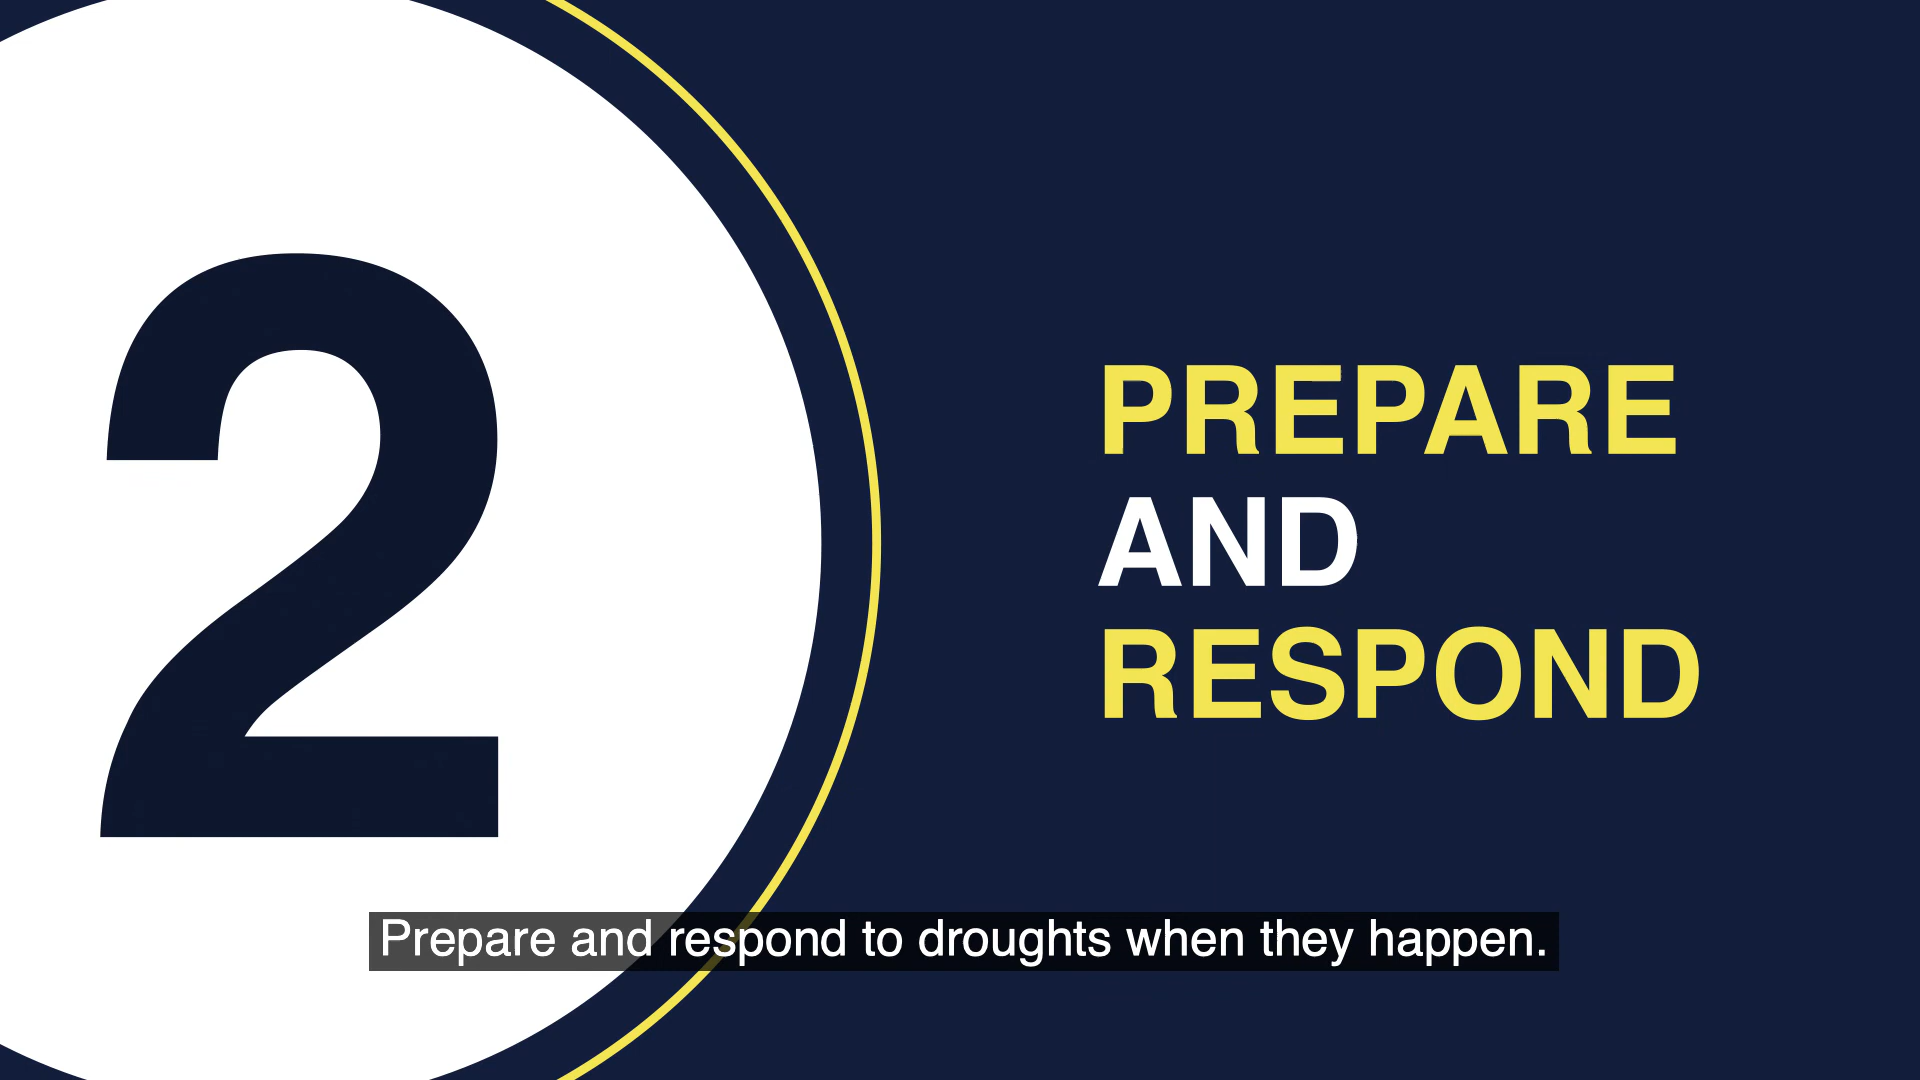 2
PREPARE
AND
RESPOND
Prepare and respond to droughts when they happen.